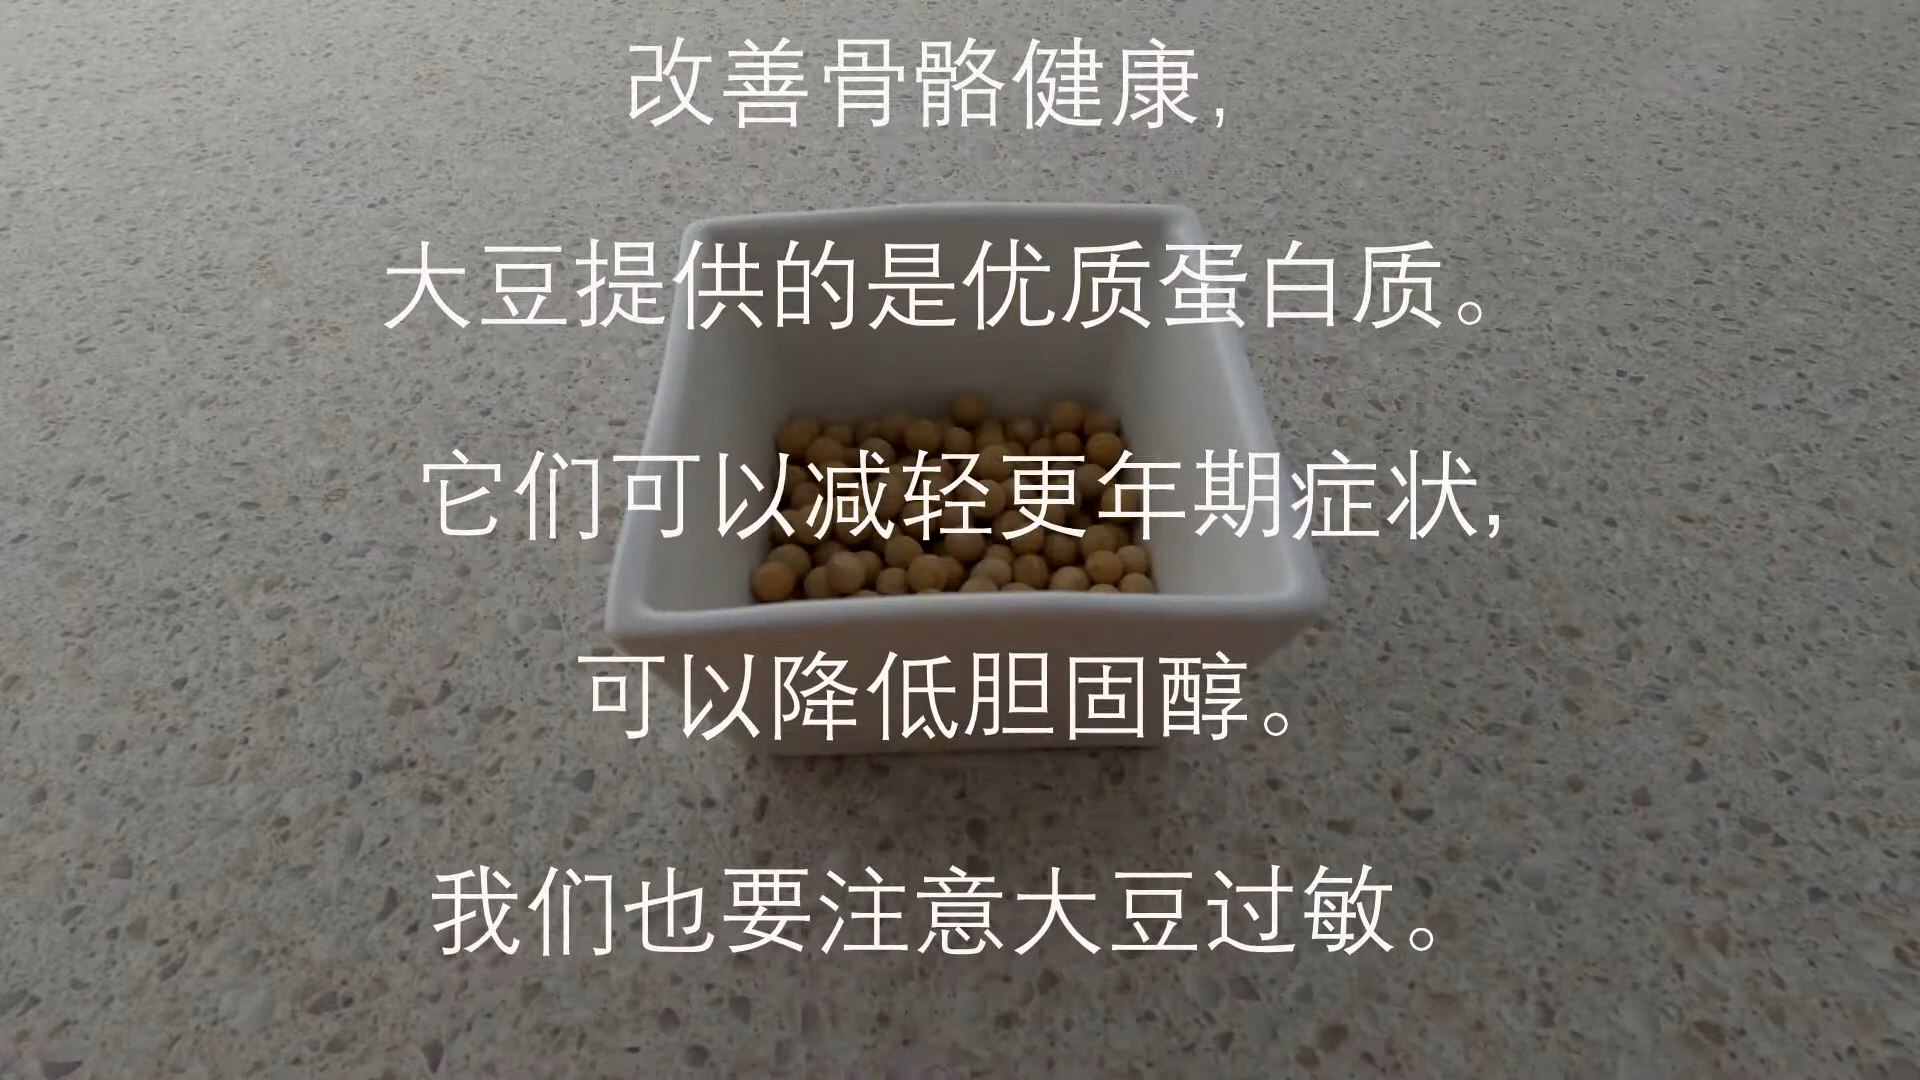 改善骨骼健康,
大豆提供的是优质蛋白质。
它们可以减轻更年期症状,
可以降低胆固醇。
我们也要注意大豆过敏。